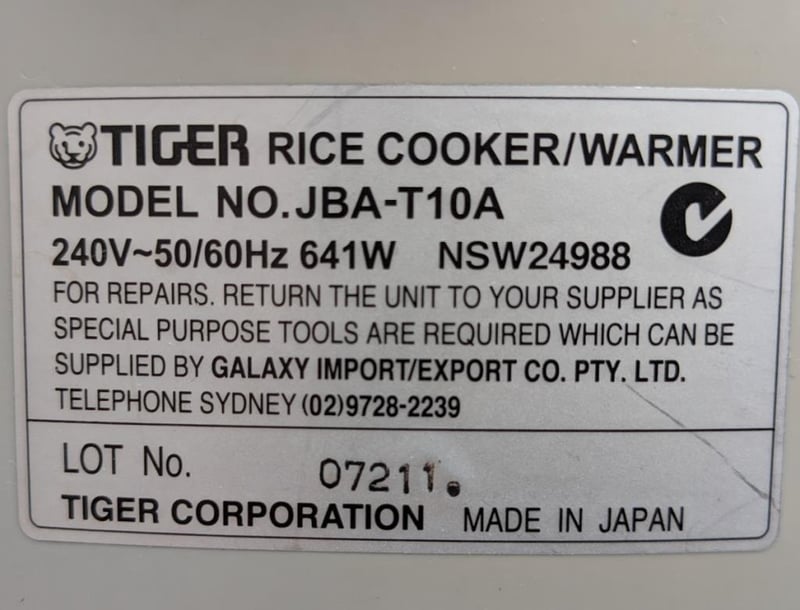 TIGER RICE COOKER/WARMER
MODEL NO.JBA-T10A
240V~50/60Hz 641W NSW24988
FOR REPAIRS. RETURN THE UNIT TO YOUR SUPPLIER AS
SPECIAL PURPOSE TOOLS ARE REQUIRED WHICH CAN BE
SUPPLIED BY GALAXY IMPORT/EXPORT CO. PTY. LTD.
TELEPHONE SYDNEY (02)9728-2239
LOT No. 07211.
TIGER CORPORATION MADE IN JAPAN